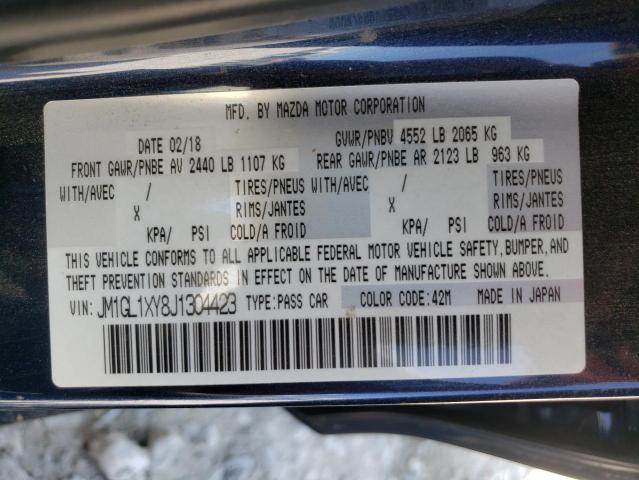 MFD. BY MAZDA MOTOR CORPORATION
DATE 02/18 GVWR/PNBV 4552 LB 2065 KG
FRONT GAWR/PNBE AV 2440 LB 1107 KG REAR GAWR/PNBE AR 2123 LB 963 KG
WITH/AVEC / TIRES/PNEUS WITH/AVEC / TIRES/PNEUS
X RIMS/JANTES X RIMS/JANTES
KPA/ PSI COLD/A FROID KPA/ PSI COLD/A FROID
THIS VEHICLE CONFORMS TO ALL APPLICABLE FEDERAL MOTOR VEHICLE SAFETY, BUMPER, AND
THEFT PREVENTION STANDARDS IN EFFECT ON THE DATE OF MANUFACTURE SHOWN ABOVE.
VIN: JM1GL1XY8J1304423 TYPE: PASS CAR COLOR CODE: 42M MADE IN JAPAN